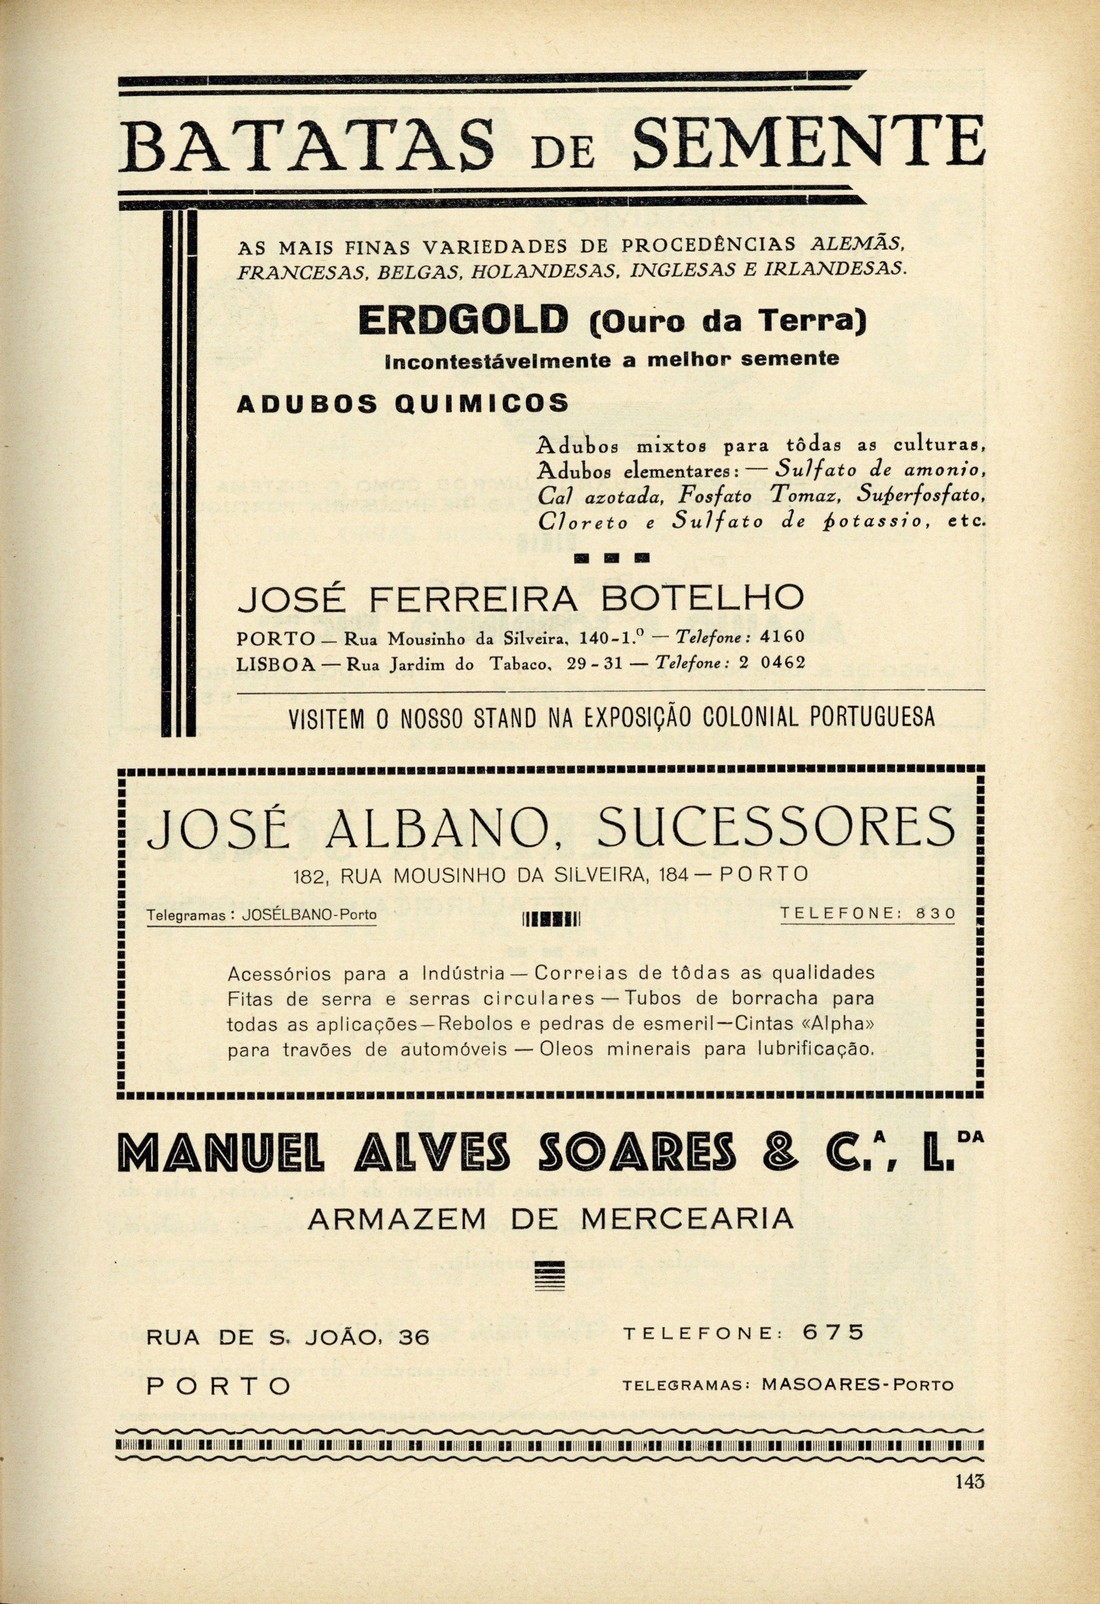 BATATAS DE SEMENTE
AS MAIS FINAS VARIEDADES DE PROCEDÊNCIAS ALEMÃS,
FRANCESAS, BELGAS, HOLANDESAS, INGLESAS E IRLANDESAS.
ERDGOLD (Ouro da Terra)
Incontestávelmente a melhor semente
ADUBOS QUIMICOS
Adubos mixtos para tôdas as culturas,
Adubos elementares: — Sulfato de amonio,
Cal azotada, Fosfato Tomaz, Superfosfato,
Cloreto e Sulfato de potassio, etc.
JOSÉ FERREIRA BOTELHO
PORTO — Rua Mousinho da Silveira, 140-1.º — Telefone: 4160
LISBOA — Rua Jardim do Tabaco, 29-31 — Telefone: 2 0462
VISITEM O NOSSO STAND NA EXPOSIÇÃO COLONIAL PORTUGUESA
JOSÉ ALBANO, SUCESSORES
182, RUA MOUSINHO DA SILVEIRA, 184 — PORTO
Telegramas: JOSÉLBANO-Porto TELEFONE: 830
Acessórios para a Indústria — Correias de tôdas as qualidades
Fitas de serra e serras circulares — Tubos de borracha para
todas as aplicações — Rebolos e pedras de esmeril — Cintas «Alpha»
para travões de automóveis — Oleos minerais para lubrificação.
MANUEL ALVES SOARES & C.ᴬ, L.ᴰᴬ
ARMAZEM DE MERCEARIA
RUA DE S. JOÃO, 36 TELEFONE: 675
PORTO TELEGRAMAS: MASOARES-PORTO
143